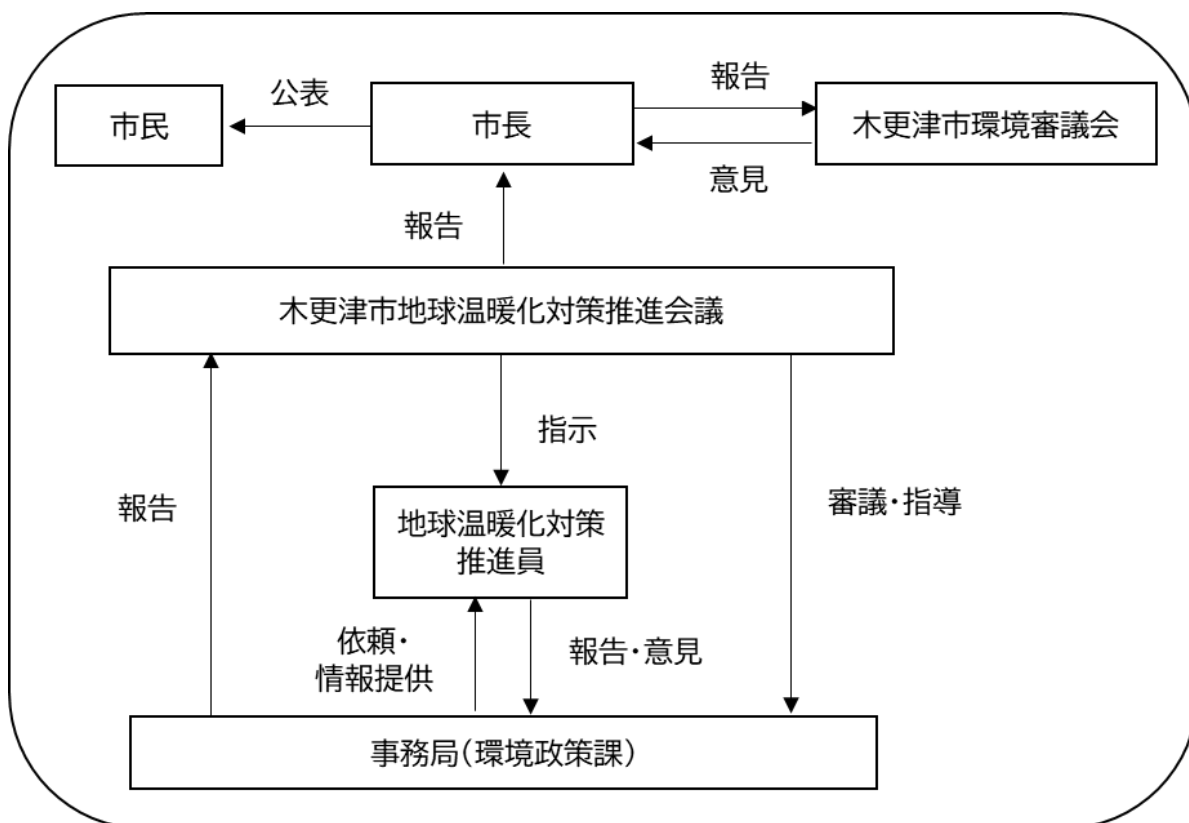 公表
報告
市民
市長
木更津市環境審議会
意見
報告
木更津市地球温暖化対策推進会議
指示
報告
審議・指導
地球温暖化対策
推進員
依頼・
情報提供
報告・意見
事務局（環境政策課）